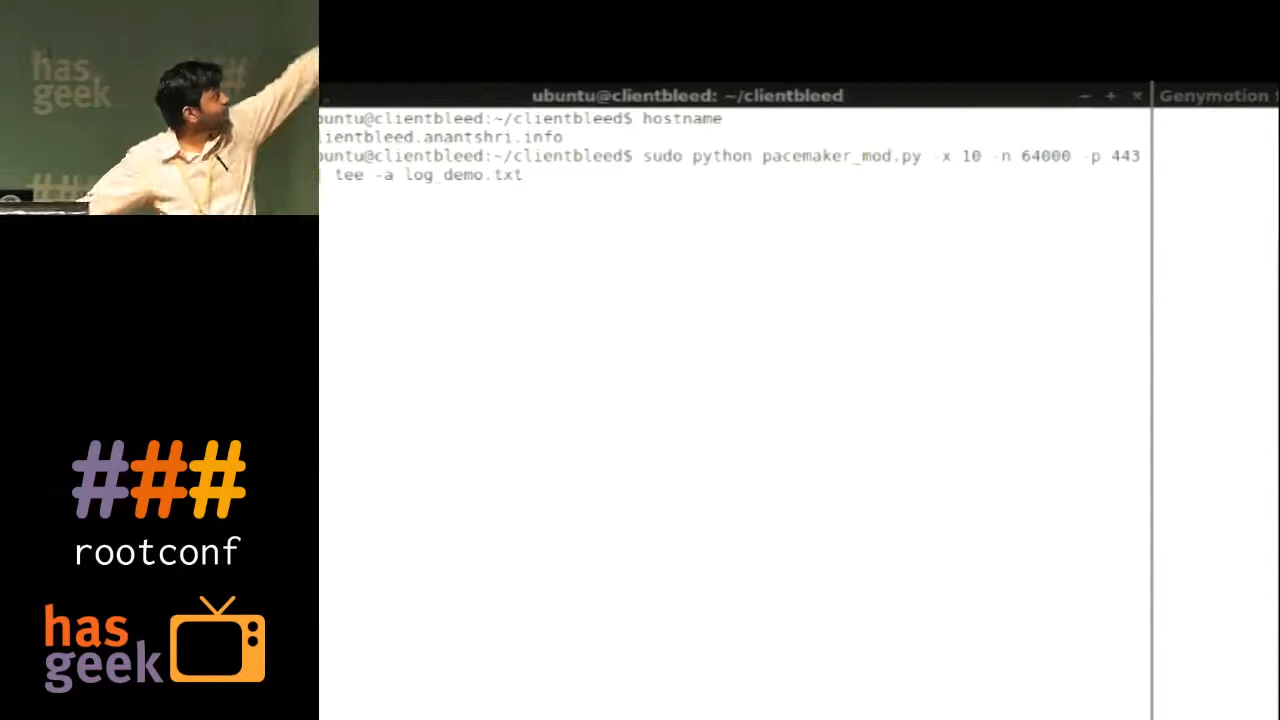 has
geek
#
ubuntu@clientbleed: ~/clientbleed
Genymotion
buntu@clientbleed:~/clientbleed$ hostname
lientbleed.anantshri.info
buntu@clientbleed:~/clientbleed$ sudo python pacemaker_mod.py -x 10 -n 64000 -p 443
| tee -a log_demo.txt
###
rootconf
has
geek